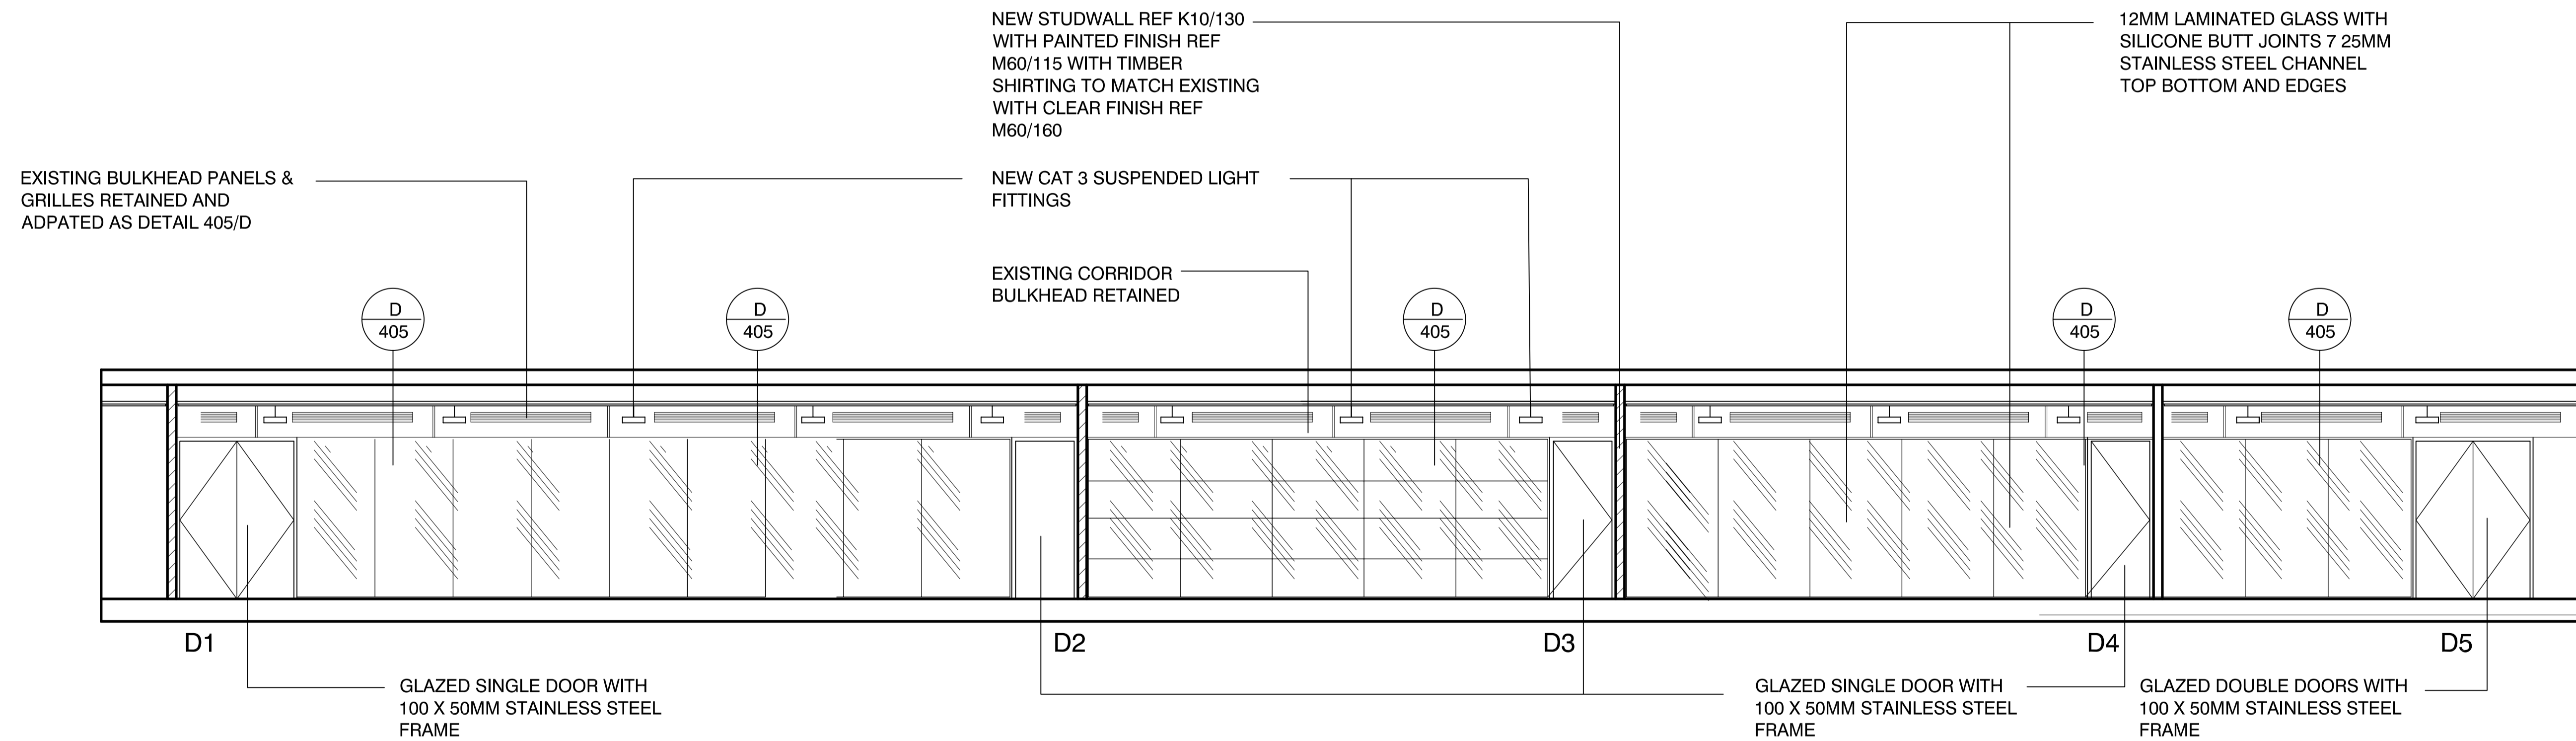 NEW STUDWALL REF K10/130
WITH PAINTED FINISH REF
M60/115 WITH TIMBER
SHIRTING TO MATCH EXISTING
WITH CLEAR FINISH REF
M60/160
12MM LAMINATED GLASS WITH
SILICONE BUTT JOINTS 7 25MM
STAINLESS STEEL CHANNEL
TOP BOTTOM AND EDGES
EXISTING BULKHEAD PANELS &
GRILLES RETAINED AND
ADPATED AS DETAIL 405/D
NEW CAT 3 SUSPENDED LIGHT
FITTINGS
EXISTING CORRIDOR
BULKHEAD RETAINED
D
405
D
405
D
405
D
405
D
405
D1
D2
D3
D4
D5
GLAZED SINGLE DOOR WITH
100 X 50MM STAINLESS STEEL
FRAME
GLAZED SINGLE DOOR WITH
100 X 50MM STAINLESS STEEL
FRAME
GLAZED DOUBLE DOORS WITH
100 X 50MM STAINLESS STEEL
FRAME